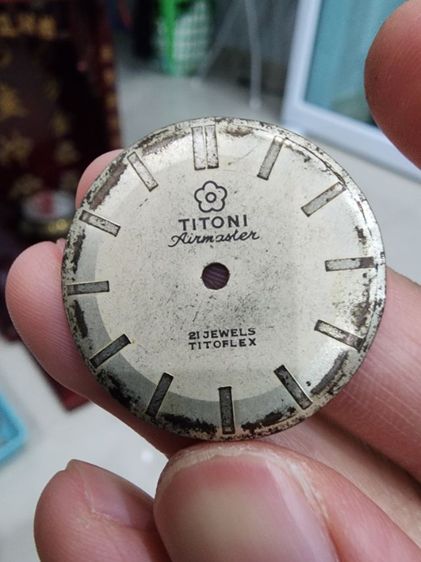 TITONI
Airmaster
21 JEWELS
TITOFLEX